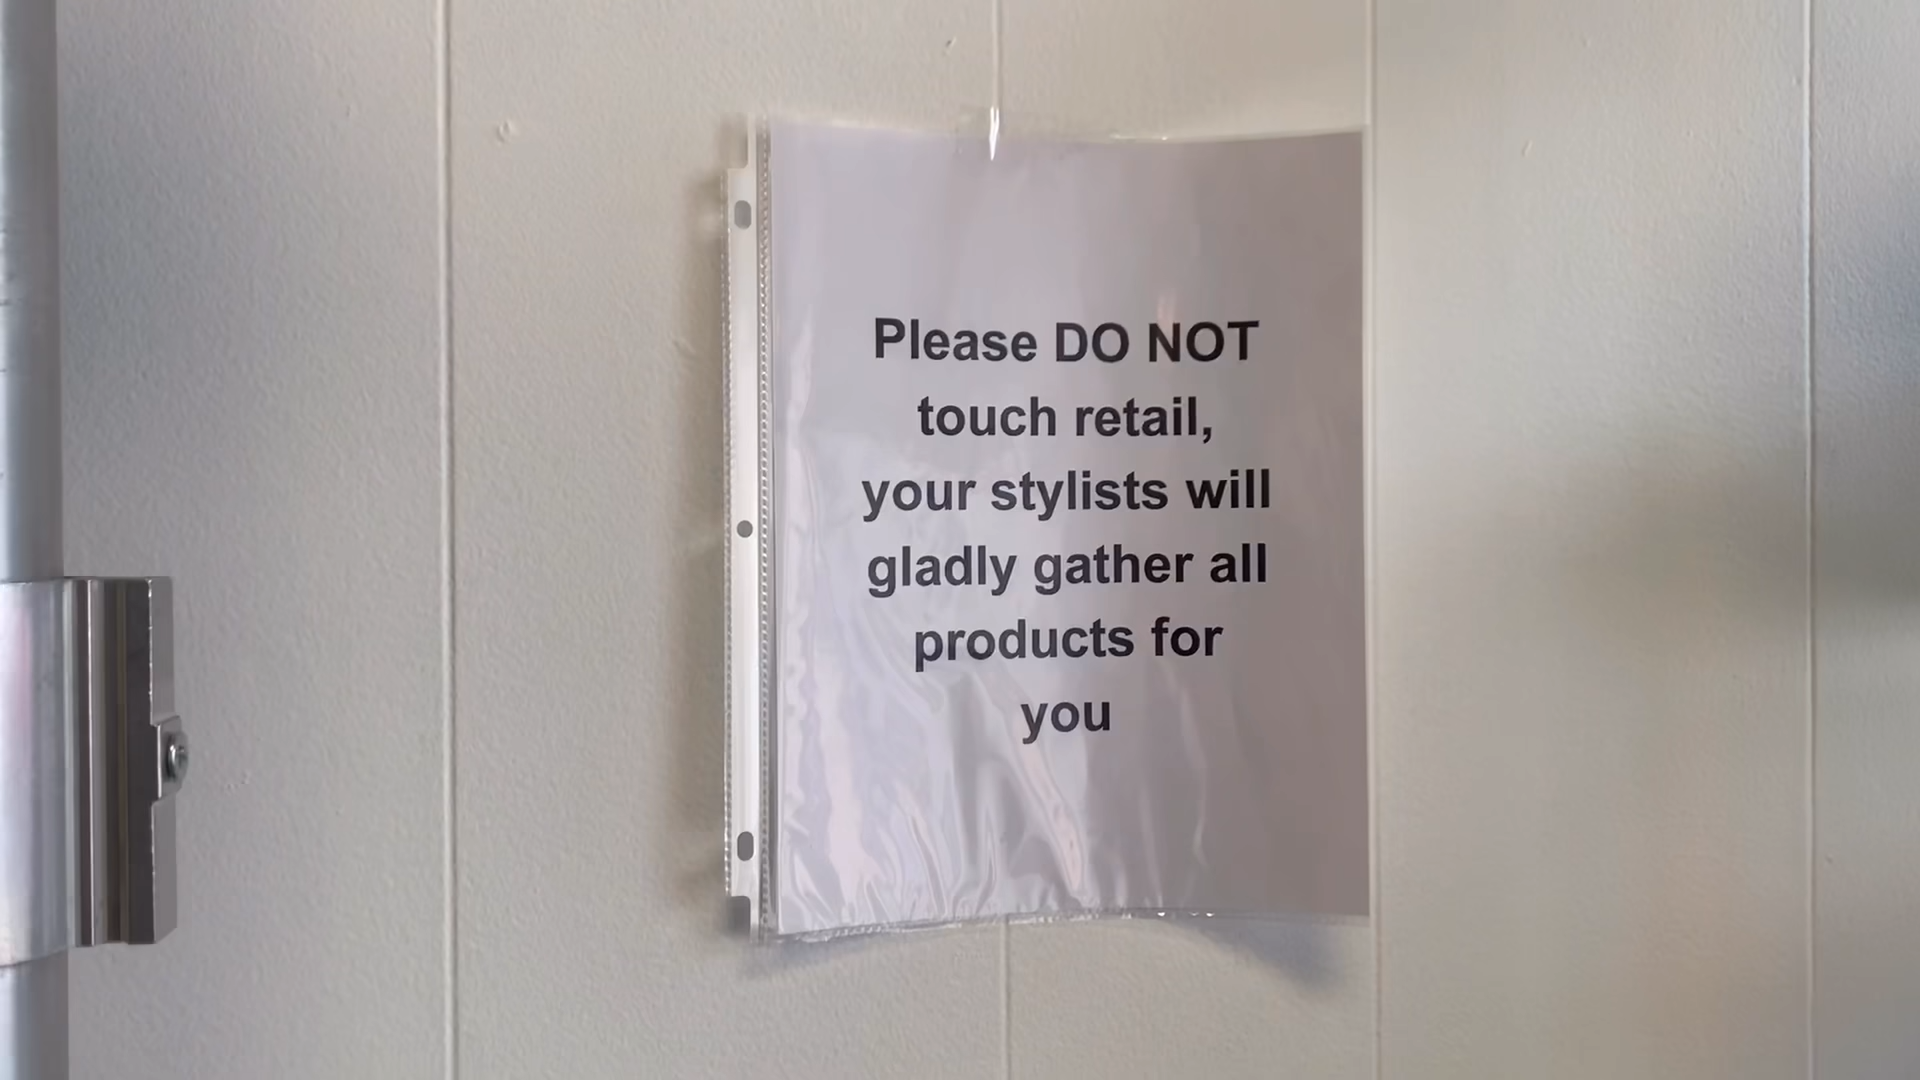 Please DO NOT
touch retail,
your stylists will
gladly gather all
products for
you